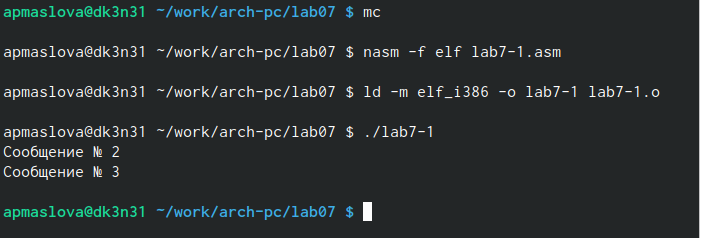 apmaslova@dk3n31 ~/work/arch-pc/lab07 $ mc
apmaslova@dk3n31 ~/work/arch-pc/lab07 $ nasm -f elf lab7-1.asm
apmaslova@dk3n31 ~/work/arch-pc/lab07 $ ld -m elf_i386 -o lab7-1 lab7-1.o
apmaslova@dk3n31 ~/work/arch-pc/lab07 $ ./lab7-1
Сообщение № 2
Сообщение № 3
apmaslova@dk3n31 ~/work/arch-pc/lab07 $